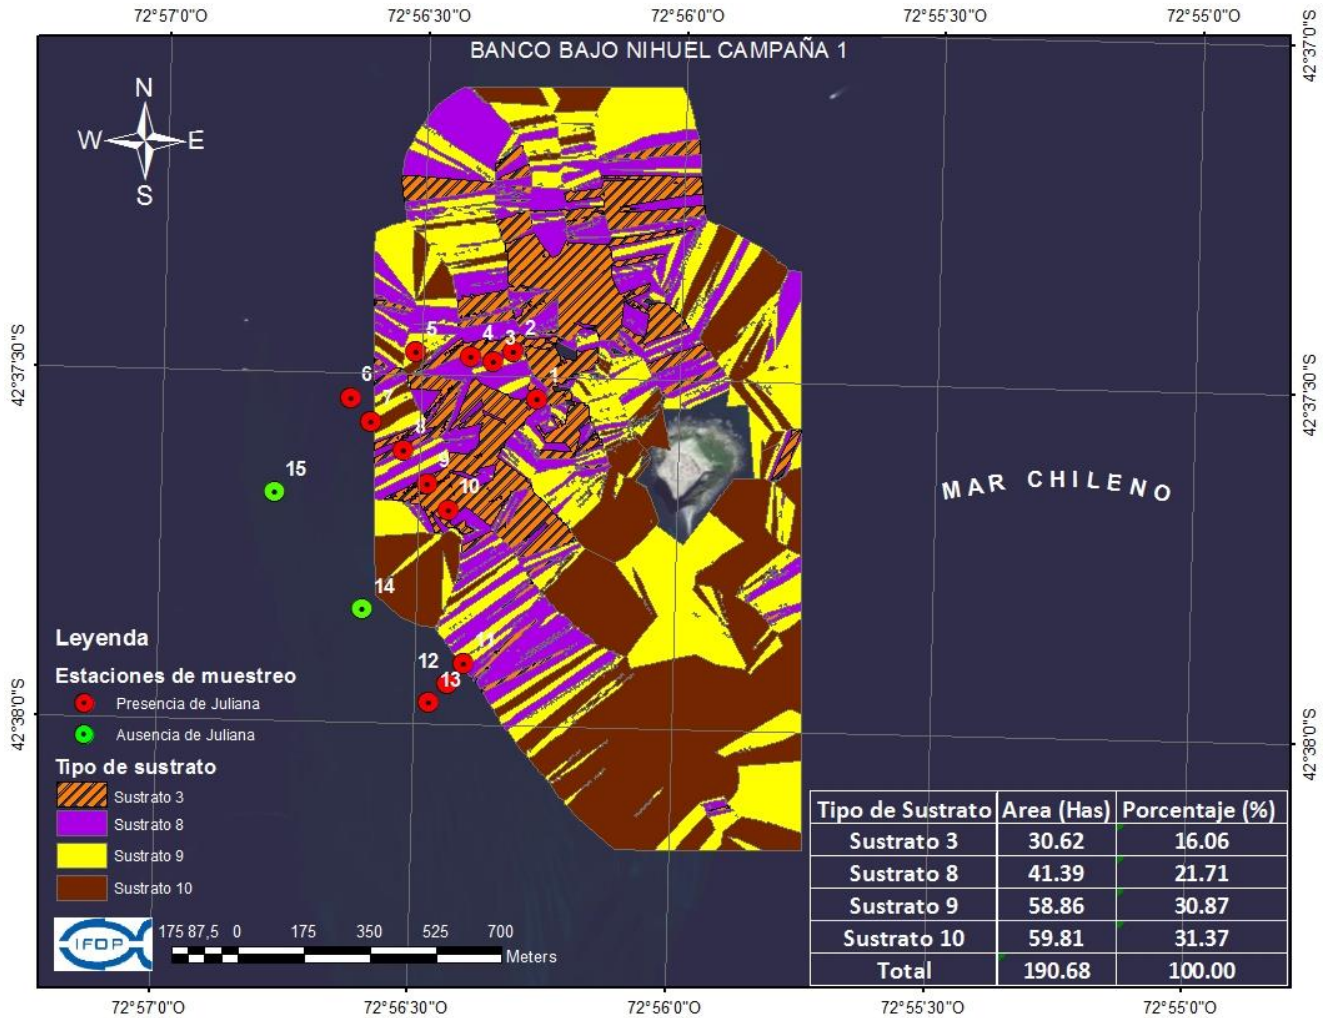 72°57'0"O 72°56'30"O 72°56'0"O 72°55'30"O 72°55'0"O
BANCO BAJO NIHUEL CAMPAÑA 1
42°37'0"S
N
W E
S
42°37'30"S
42°37'30"S
5 4 3 2
6 1
7
8
9
10
15
14
11
12
13
MAR CHILENO
42°38'0"S
42°38'0"S
Leyenda
Estaciones de muestreo
Presencia de Juliana
Ausencia de Juliana
Tipo de sustrato
Sustrato 3
Sustrato 8
Sustrato 9
Sustrato 10
IFOP
175 87,5 0 175 350 525 700
Meters
Tipo de Sustrato Area (Has) Porcentaje (%)
Sustrato 3 30.62 16.06
Sustrato 8 41.39 21.71
Sustrato 9 58.86 30.87
Sustrato 10 59.81 31.37
Total 190.68 100.00
72°57'0"O 72°56'30"O 72°56'0"O 72°55'30"O 72°55'0"O